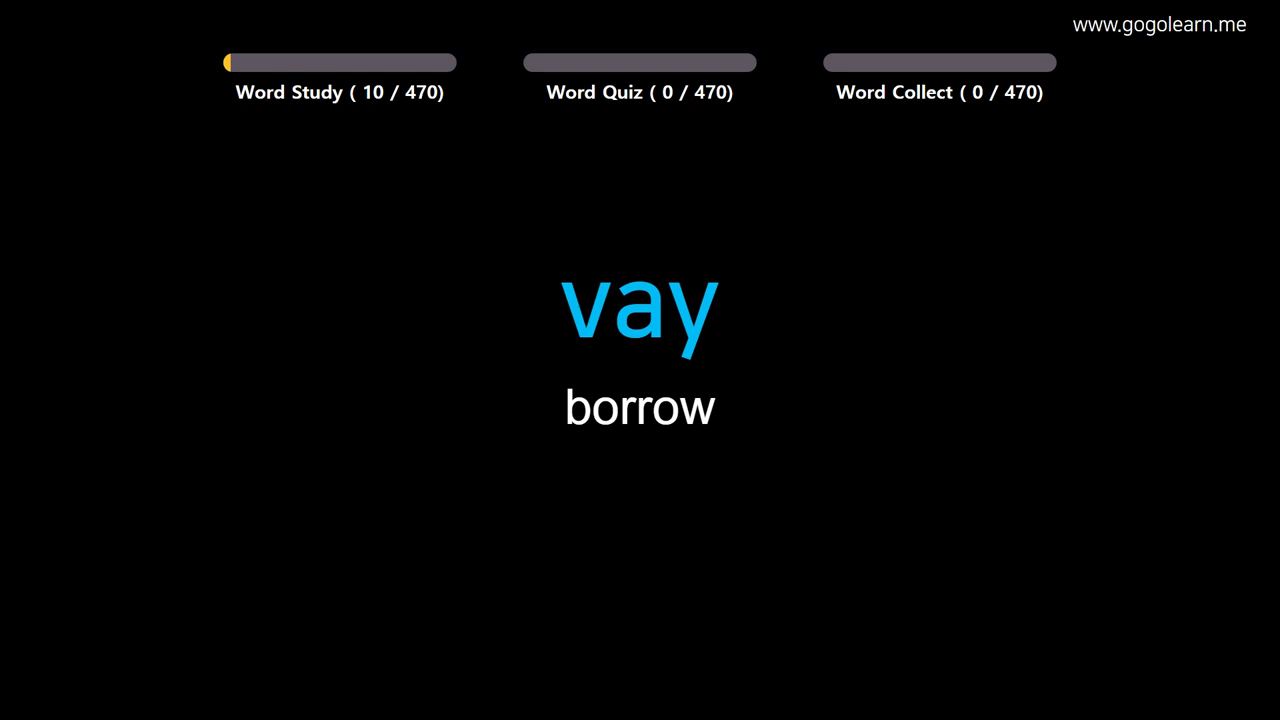 www.gogolearn.me
Word Study ( 10 / 470)
Word Quiz ( 0 / 470)
Word Collect ( 0 / 470)
vay
borrow